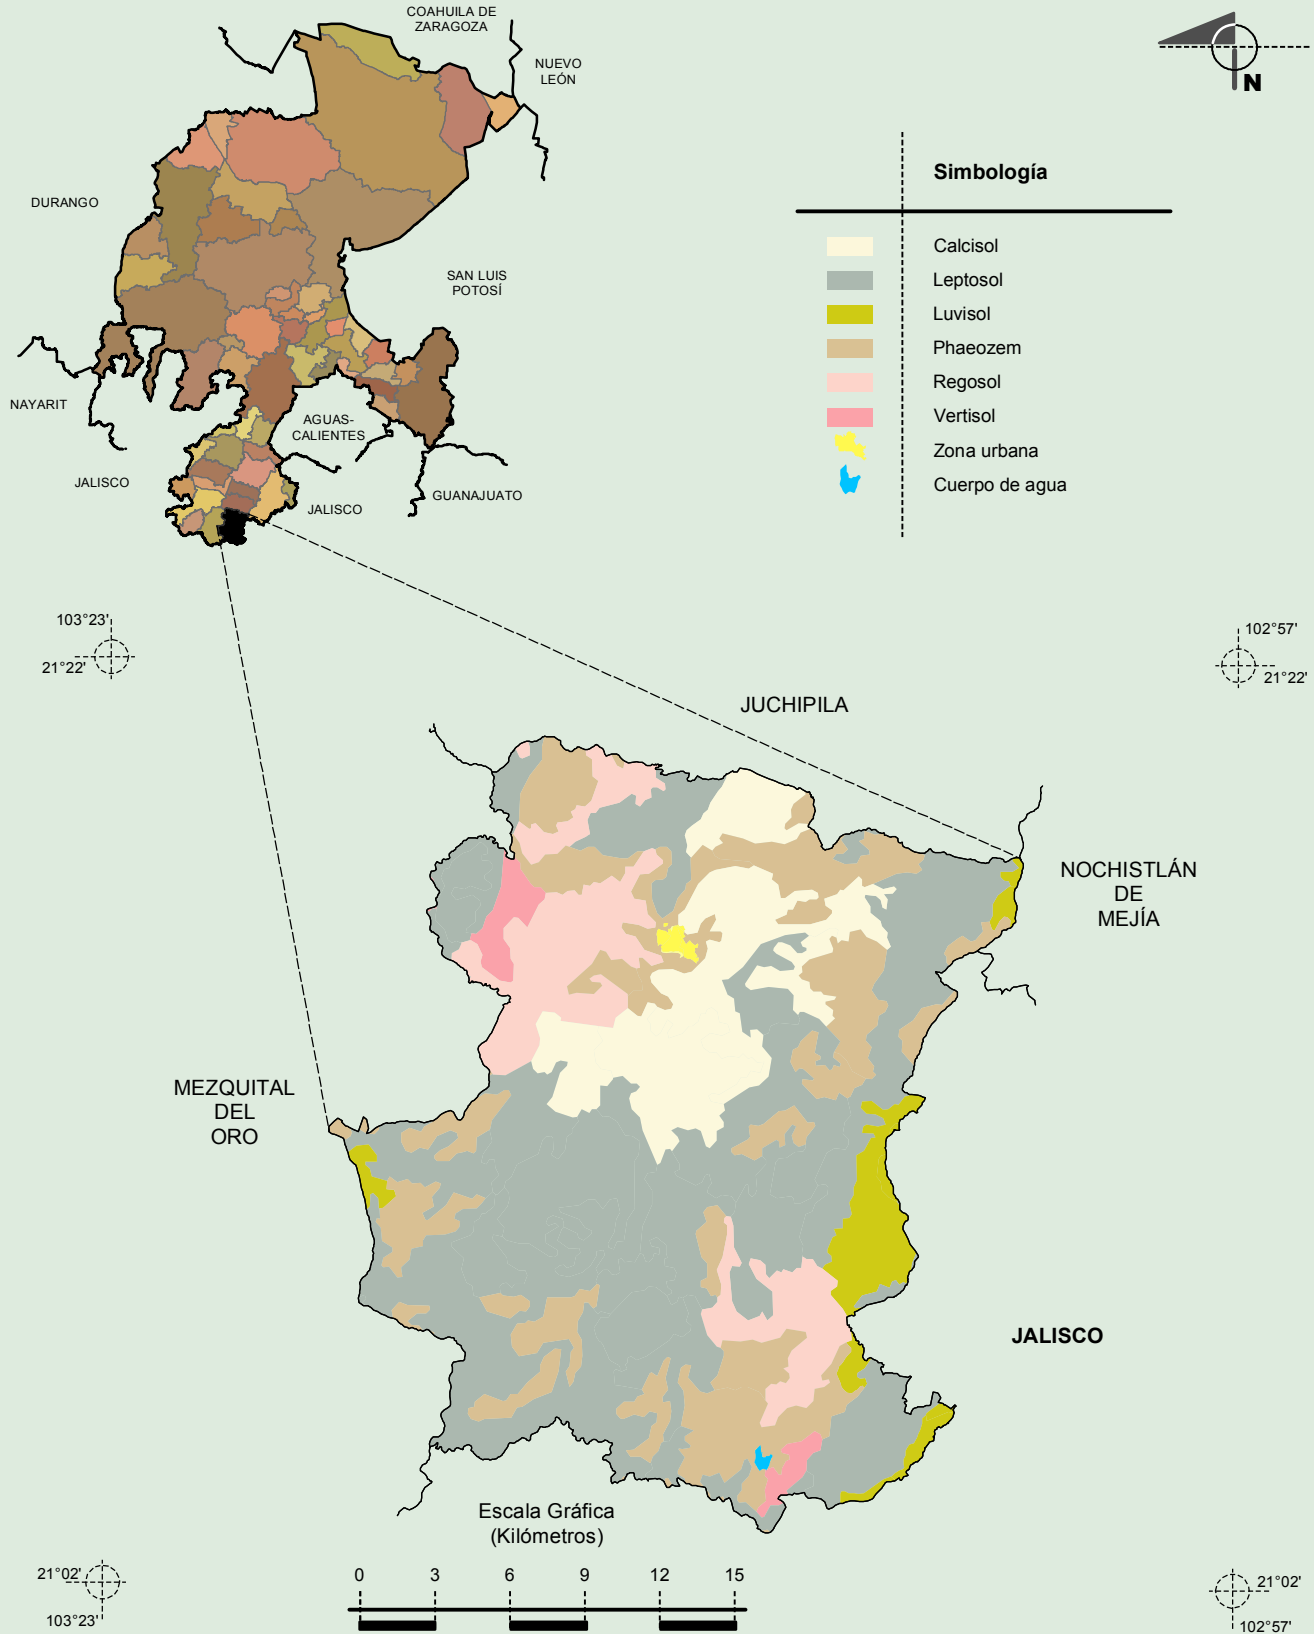 COAHUILA DE
ZARAGOZA
NUEVO
LEÓN
DURANGO
SAN LUIS
POTOSÍ
NAYARIT
AGUAS-
CALIENTES
JALISCO
JALISCO
GUANAJUATO
N
Simbología
Calcisol
Leptosol
Luvisol
Phaeozem
Regosol
Vertisol
Zona urbana
Cuerpo de agua
103°23'
21°22'
102°57'
21°22'
JUCHIPILA
NOCHISTLÁN
DE
MEJÍA
MEZQUITAL
DEL
ORO
JALISCO
Escala Gráfica
(Kilómetros)
0 3 6 9 12 15
21°02'
103°23'
21°02'
102°57'